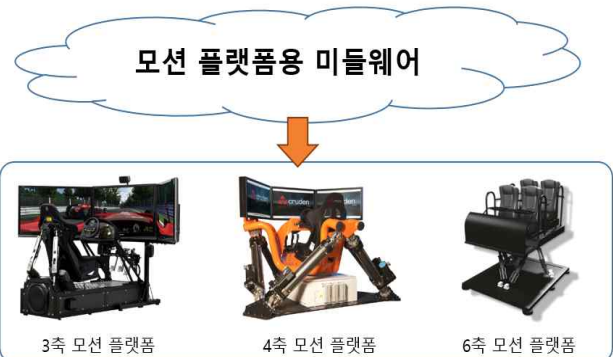 모션 플랫폼용 미들웨어
cruden
3축 모션 플랫폼
4축 모션 플랫폼
6축 모션 플랫폼